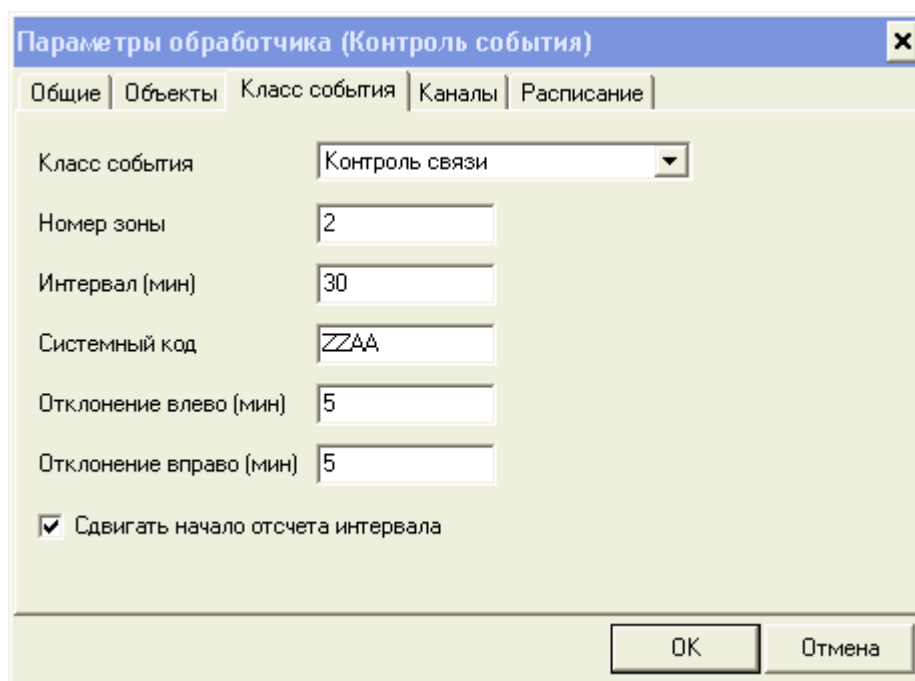 Параметры обработчика (Контроль события)
Общие Объекты Класс события Каналы Расписание
Класс события Контроль связи
Номер зоны 2
Интервал (мин) 30
Системный код ZZAA
Отклонение влево (мин) 5
Отклонение вправо (мин) 5
Сдвигать начало отсчета интервала
OK Отмена